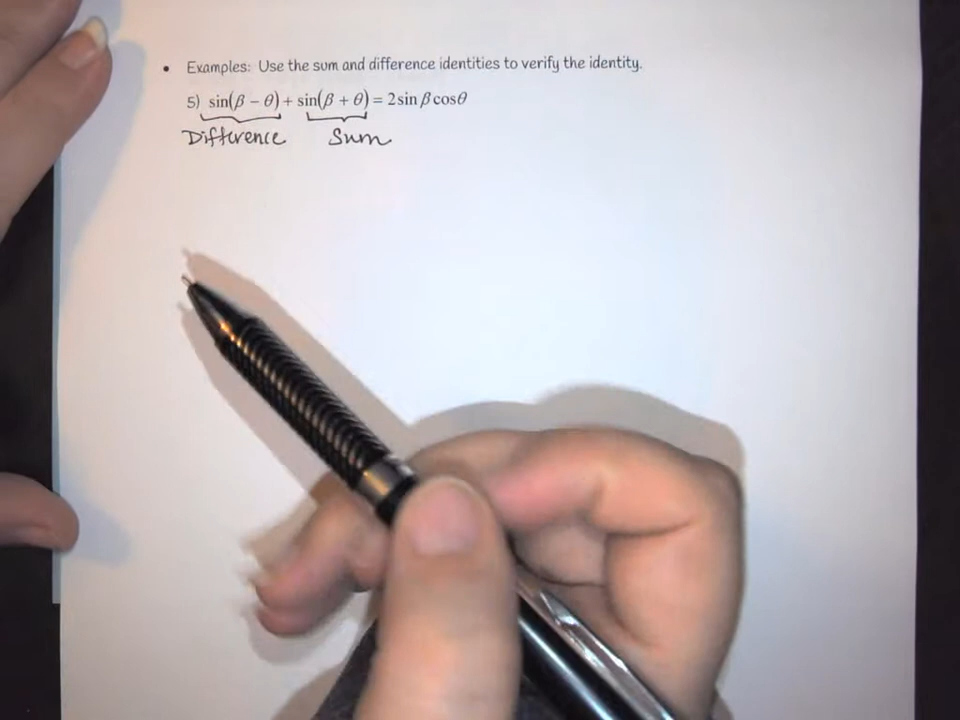 • Examples: Use the sum and difference identities to verify the identity.
5) sin(β − θ) + sin(β + θ) = 2sin β cosθ
Difference Sum